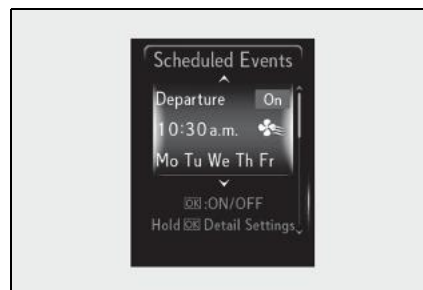 Scheduled Events
Departure On
10:30 a.m.
Mo Tu We Th Fr
OK:ON/OFF
Hold OK Detail Settings